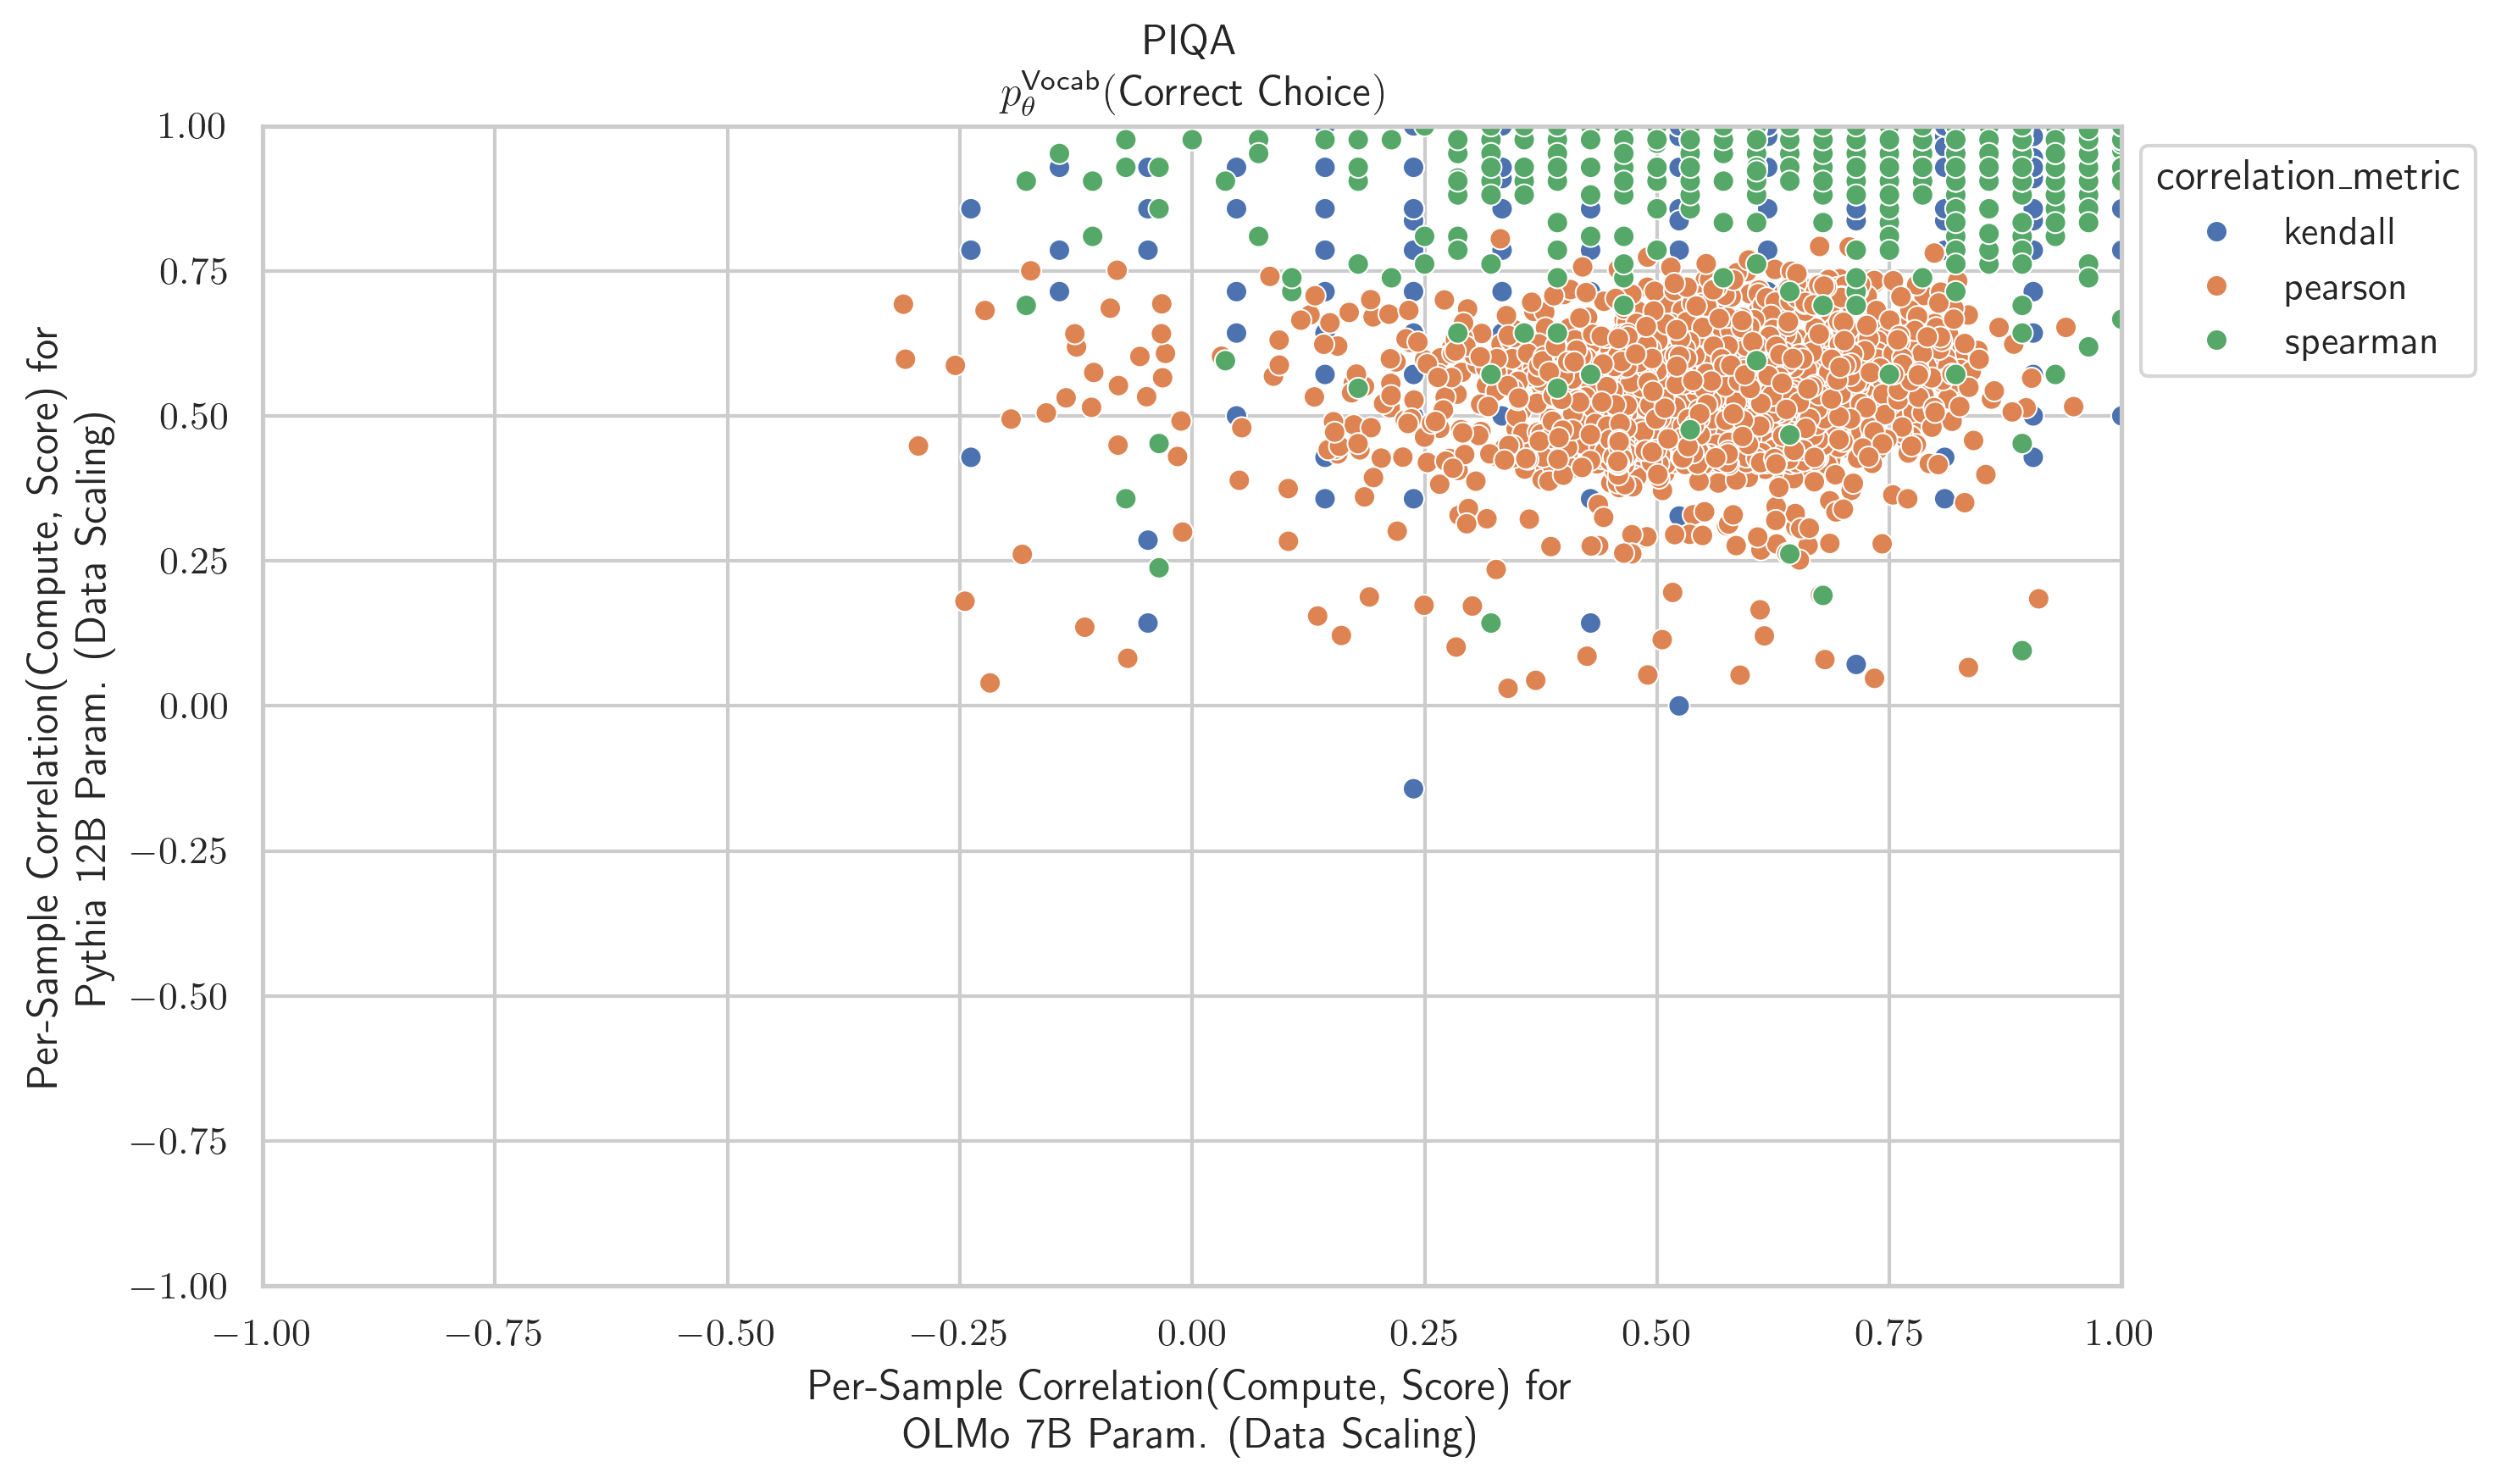 PIQA
p_θ^Vocab(Correct Choice)
1.00
0.75
0.50
0.25
0.00
−0.25
−0.50
−0.75
−1.00
Per-Sample Correlation(Compute, Score) for
Pythia 12B Param. (Data Scaling)
correlation_metric
kendall
pearson
spearman
−1.00 −0.75 −0.50 −0.25 0.00 0.25 0.50 0.75 1.00
Per-Sample Correlation(Compute, Score) for
OLMo 7B Param. (Data Scaling)